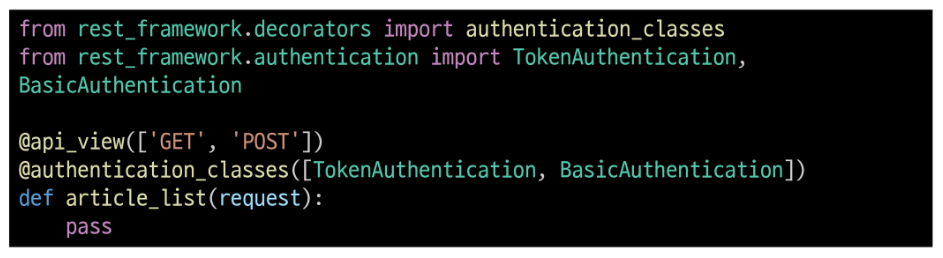 from rest_framework.decorators import authentication_classes
from rest_framework.authentication import TokenAuthentication,
BasicAuthentication

@api_view(['GET', 'POST'])
@authentication_classes([TokenAuthentication, BasicAuthentication])
def article_list(request):
    pass